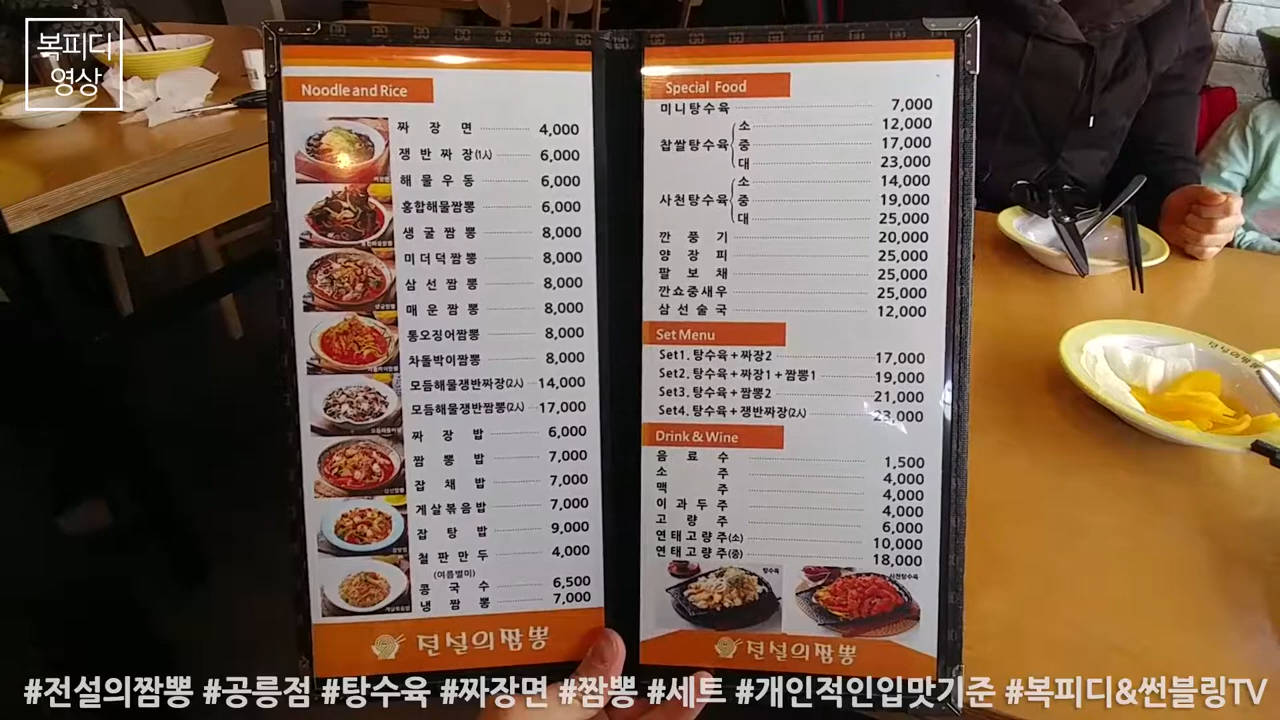 복피디
영상
Noodle and Rice
짜장면 4,000
쟁반짜장(1人) 6,000
해물우동 6,000
홍합해물짬뽕 6,000
생굴짬뽕 8,000
미더덕짬뽕 8,000
삼선짬뽕 8,000
매운짬뽕 8,000
통오징어짬뽕 8,000
차돌박이짬뽕 8,000
모듬해물쟁반짜장(2人) 14,000
모듬해물쟁반짬뽕(2人) 17,000
짜장밥 6,000
짬뽕밥 7,000
잡채밥 7,000
게살볶음밥 7,000
잡탕밥 9,000
철판만두 4,000
(여름별미)
콩국수 6,500
냉짬뽕 7,000
전설의짬뽕
Special Food
미니탕수육 7,000
찹쌀탕수육 소 12,000
중 17,000
대 23,000
사천탕수육 소 14,000
중 19,000
대 25,000
깐풍기 20,000
양장피 25,000
팔보채 25,000
깐쇼중새우 25,000
삼선술국 12,000
Set Menu
Set1. 탕수육+짜장2 17,000
Set2. 탕수육+짜장1+짬뽕1 19,000
Set3. 탕수육+짬뽕2 21,000
Set4. 탕수육+쟁반짜장(2人) 23,000
Drink & Wine
음료수 1,500
소주 4,000
맥주 4,000
이과두주 4,000
고량주 6,000
연태고량주(소) 10,000
연태고량주(중) 18,000
탕수육
사천탕수육
전설의짬뽕
#전설의짬뽕 #공릉점 #탕수육 #짜장면 #짬뽕 #세트 #개인적인입맛기준 #복피디&썬블링TV